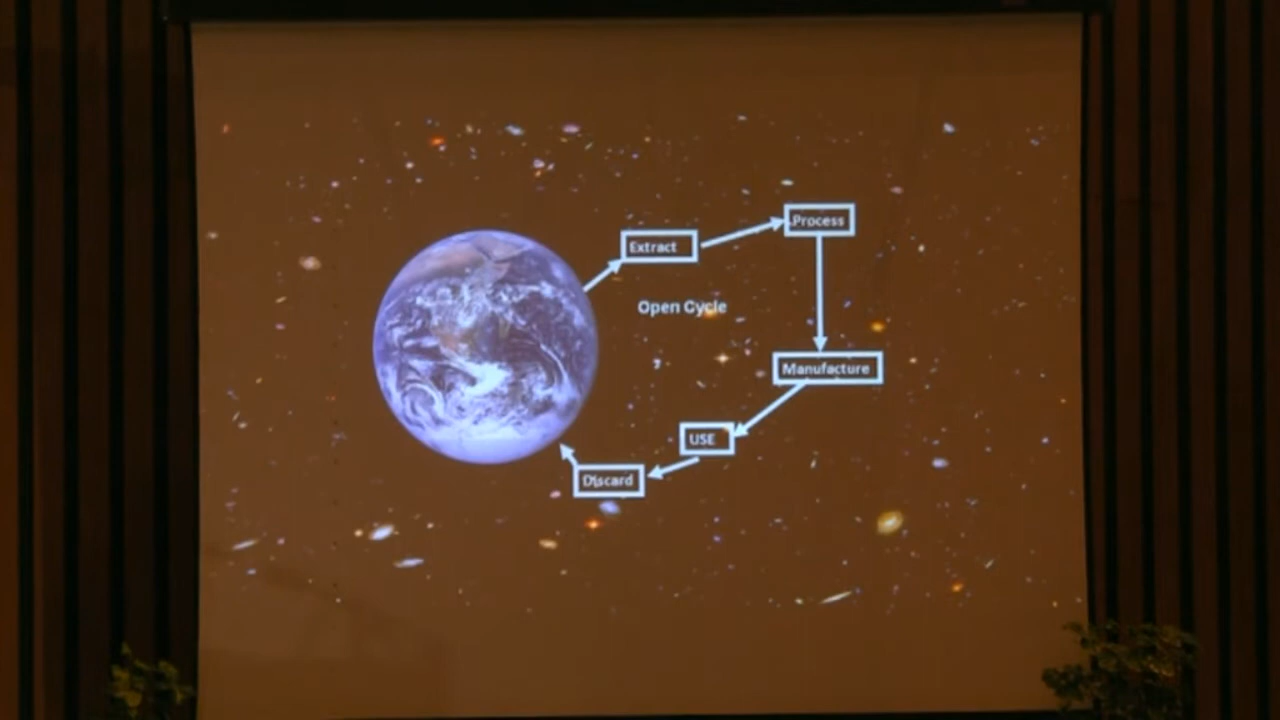 Extract
Process
Open Cycle
Manufacture
USE
Discard